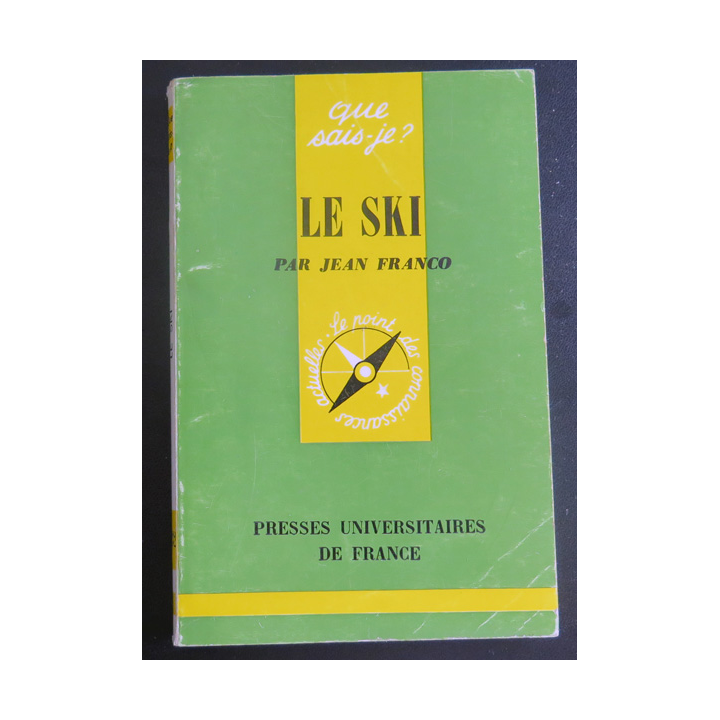 que
sais-je?
LE SKI
PAR JEAN FRANCO
Le point des connaissances actuelles.
PRESSES UNIVERSITAIRES
DE FRANCE